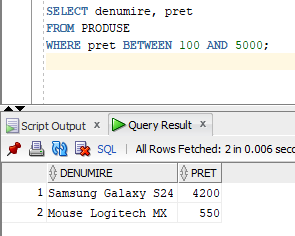 SELECT denumire, pret
FROM PRODUSE
WHERE pret BETWEEN 100 AND 5000;
Script Output x Query Result x
SQL | All Rows Fetched: 2 in 0.006 seco
DENUMIRE PRET
1 Samsung Galaxy S24 4200
2 Mouse Logitech MX 550